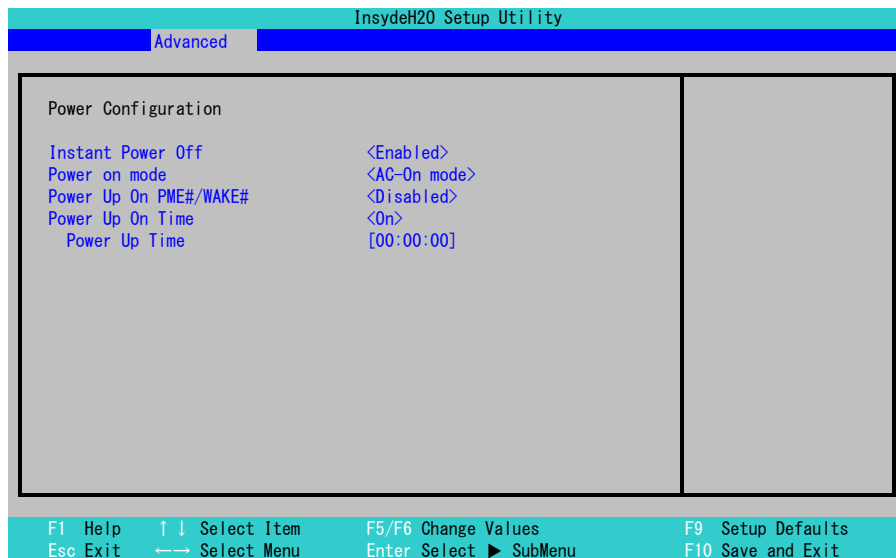 InsydeH2O Setup Utility
Advanced
Power Configuration
Instant Power Off <Enabled>
Power on mode <AC-On mode>
Power Up On PME#/WAKE# <Disabled>
Power Up On Time <On>
Power Up Time [00:00:00]
F1 Help ↑↓ Select Item F5/F6 Change Values F9 Setup Defaults
Esc Exit ←→ Select Menu Enter Select ▶ SubMenu F10 Save and Exit